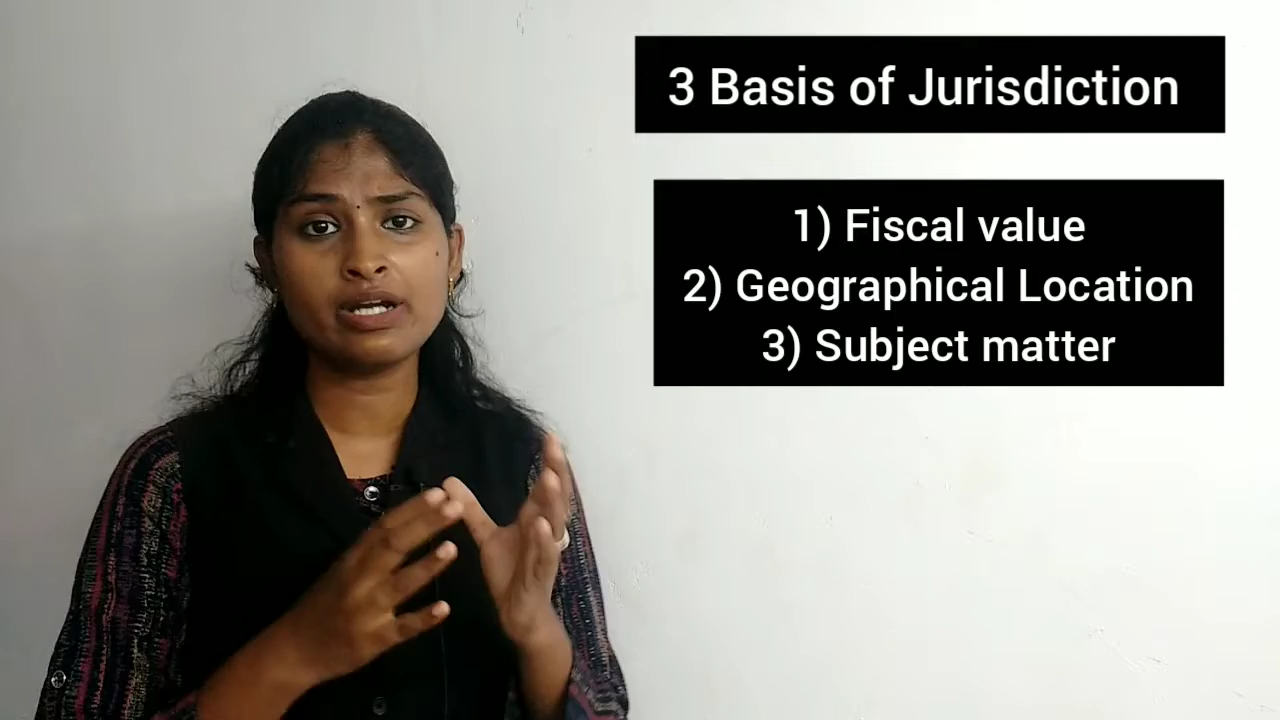 3 Basis of Jurisdiction
1) Fiscal value
2) Geographical Location
3) Subject matter